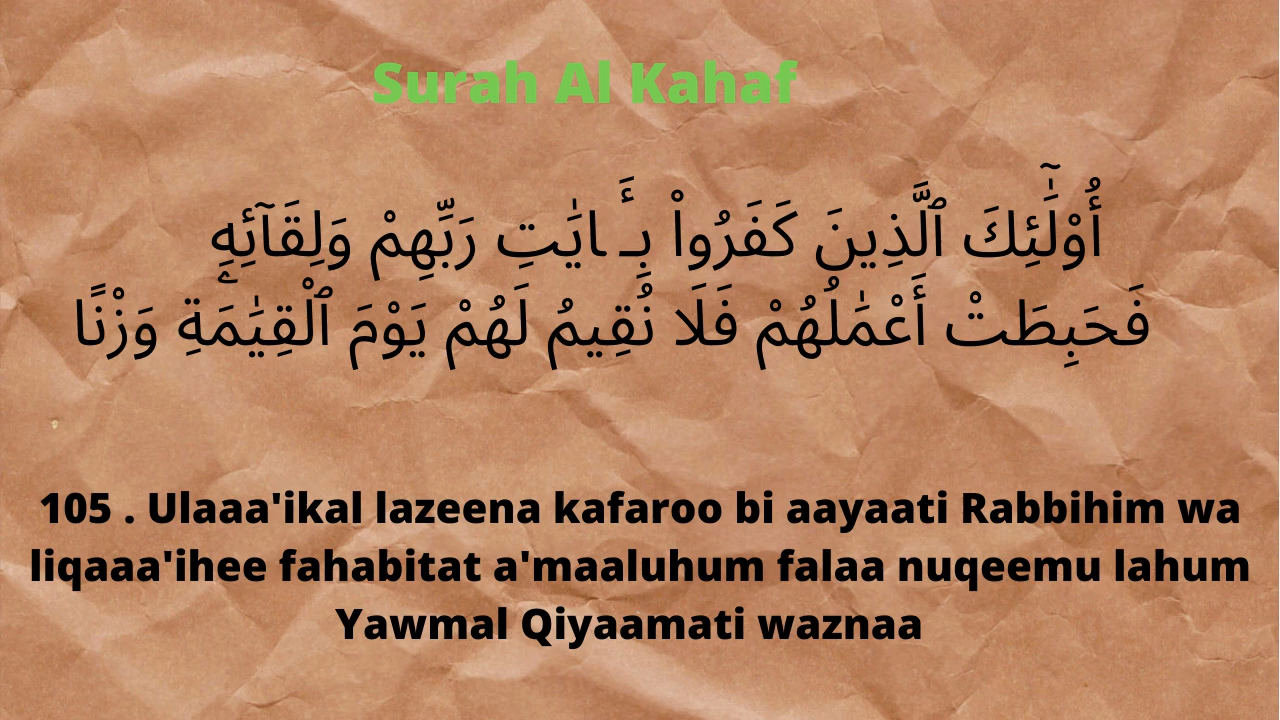 Surah Al Kahaf
أُوْلَٰٓئِكَ ٱلَّذِينَ كَفَرُواْ بِـَٔايَٰتِ رَبِّهِمْ وَلِقَآئِهِۦ
فَحَبِطَتْ أَعْمَٰلُهُمْ فَلَا نُقِيمُ لَهُمْ يَوْمَ ٱلْقِيَٰمَةِ وَزْنًا
105 . Ulaaa'ikal lazeena kafaroo bi aayaati Rabbihim wa
liqaaa'ihee fahabitat a'maaluhum falaa nuqeemu lahum
Yawmal Qiyaamati waznaa